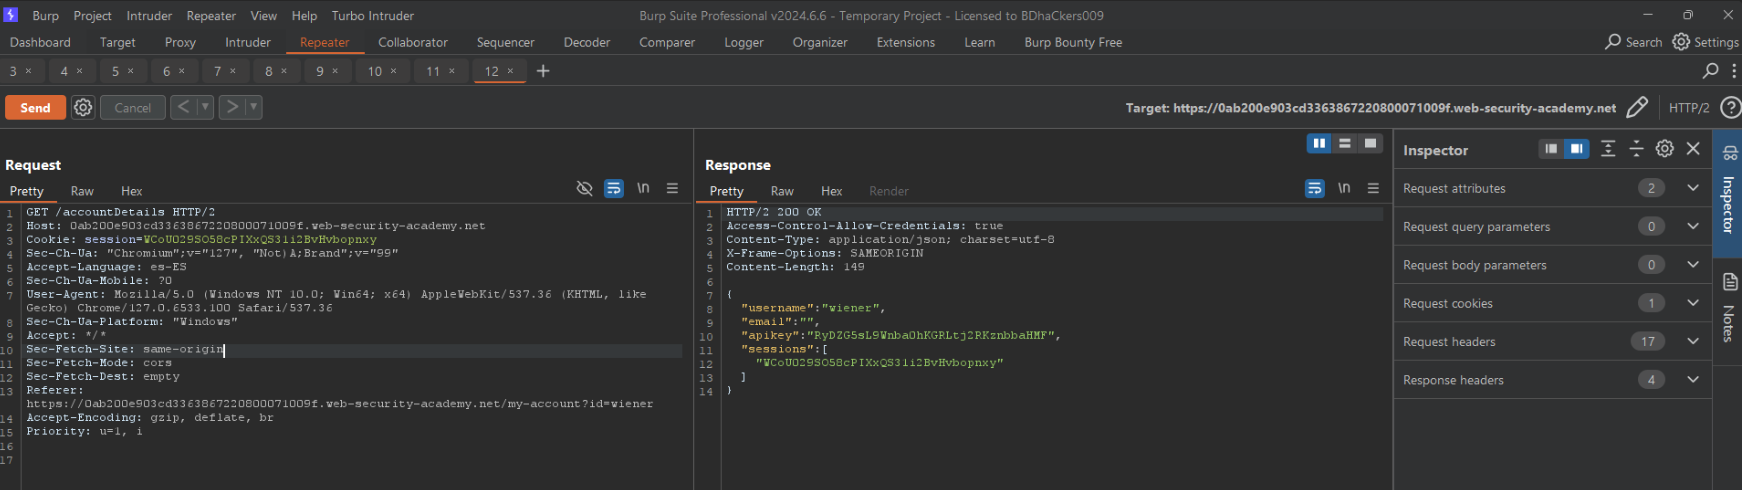 Burp Project Intruder Repeater View Help Turbo Intruder Burp Suite Professional v2024.6.6 - Temporary Project - Licensed to BDhaCkers009
Dashboard Target Proxy Intruder Repeater Collaborator Sequencer Decoder Comparer Logger Organizer Extensions Learn Burp Bounty Free Search Settings
3 × 4 × 5 × 6 × 7 × 8 × 9 × 10 × 11 × 12 × +
Send Cancel < > Target: https://0ab200e903cd3363867220800071009f.web-security-academy.net HTTP/2
Request
Pretty Raw Hex \n
1 GET /accountDetails HTTP/2
2 Host: 0ab200e903cd3363867220800071009f.web-security-academy.net
3 Cookie: session=WCoU029SO58cPIXxQS31i2BvHvbopnxy
4 Sec-Ch-Ua: "Chromium";v="127", "Not)A;Brand";v="99"
5 Accept-Language: es-ES
6 Sec-Ch-Ua-Mobile: ?0
7 User-Agent: Mozilla/5.0 (Windows NT 10.0; Win64; x64) AppleWebKit/537.36 (KHTML, like
Gecko) Chrome/127.0.6533.100 Safari/537.36
8 Sec-Ch-Ua-Platform: "Windows"
9 Accept: */*
10 Sec-Fetch-Site: same-origin
11 Sec-Fetch-Mode: cors
12 Sec-Fetch-Dest: empty
13 Referer:
https://0ab200e903cd3363867220800071009f.web-security-academy.net/my-account?id=wiener
14 Accept-Encoding: gzip, deflate, br
15 Priority: u=1, i
16
17
Response
Pretty Raw Hex Render \n
1 HTTP/2 200 OK
2 Access-Control-Allow-Credentials: true
3 Content-Type: application/json; charset=utf-8
4 X-Frame-Options: SAMEORIGIN
5 Content-Length: 149
6
7 {
8 "username":"wiener",
9 "email":"",
10 "apikey":"RyDZG5sL9Wnba0hKGRLtj2RKznbbaHMF",
11 "sessions":[
12 "WCoU029SO58cPIXxQS31i2BvHvbopnxy"
13 ]
14 }
Inspector
Request attributes 2
Request query parameters 0
Request body parameters 0
Request cookies 1
Request headers 17
Response headers 4
Inspector
Notes